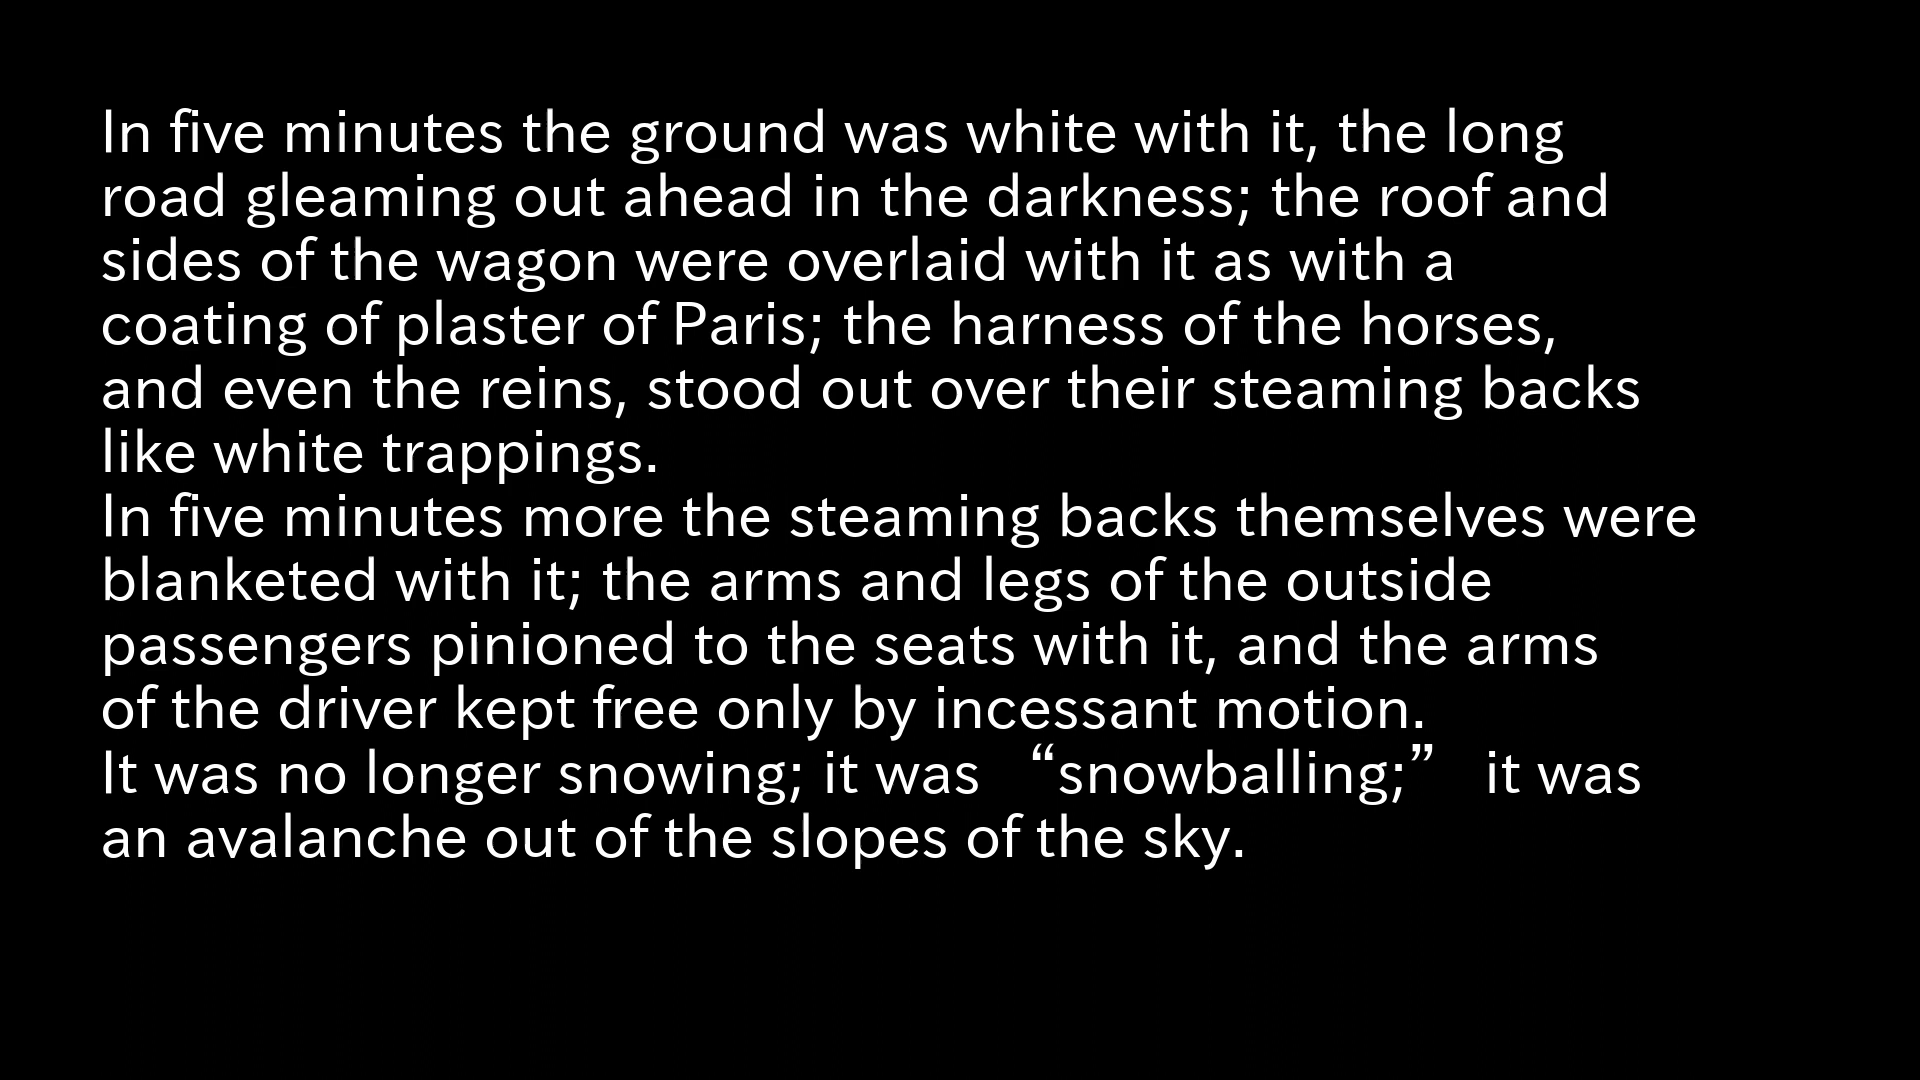 In five minutes the ground was white with it, the long
road gleaming out ahead in the darkness; the roof and
sides of the wagon were overlaid with it as with a
coating of plaster of Paris; the harness of the horses,
and even the reins, stood out over their steaming backs
like white trappings.
In five minutes more the steaming backs themselves were
blanketed with it; the arms and legs of the outside
passengers pinioned to the seats with it, and the arms
of the driver kept free only by incessant motion.
It was no longer snowing; it was “snowballing;” it was
an avalanche out of the slopes of the sky.